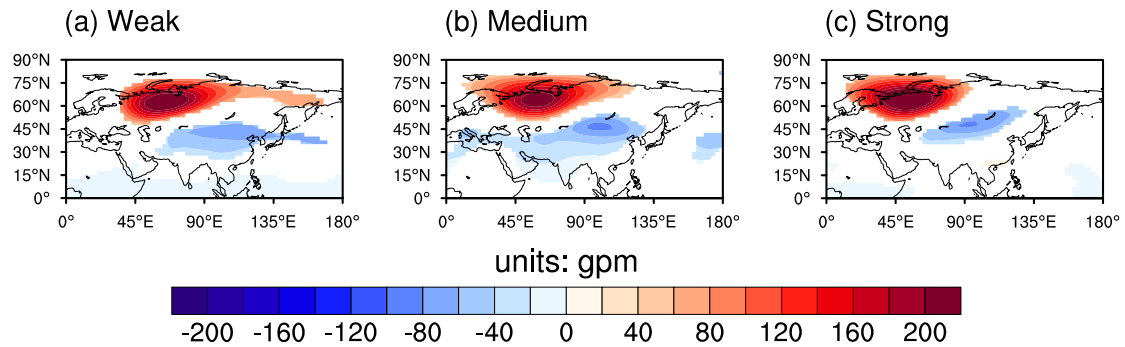 (a) Weak (b) Medium (c) Strong
90°N 90°N 90°N
75°N 75°N 75°N
60°N 60°N 60°N
45°N 45°N 45°N
30°N 30°N 30°N
15°N 15°N 15°N
0° 0° 0°
0° 45°E 90°E 135°E 180° 0° 45°E 90°E 135°E 180° 0° 45°E 90°E 135°E 180°
units: gpm
-200 -160 -120 -80 -40 0 40 80 120 160 200